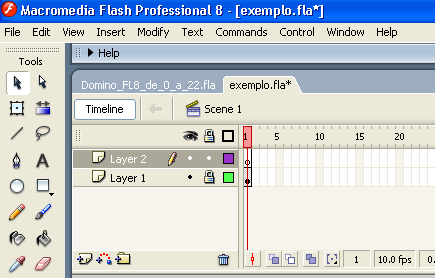 Macromedia Flash Professional 8 - [exemplo.fla*]
File Edit View Insert Modify Text Commands Control Window Help
Help
Tools
Domino_FL8_de_0_a_22.fla exemplo.fla*
Timeline Scene 1
1 5 10 15 20
Layer 2
Layer 1
1 10.0 fps 0.